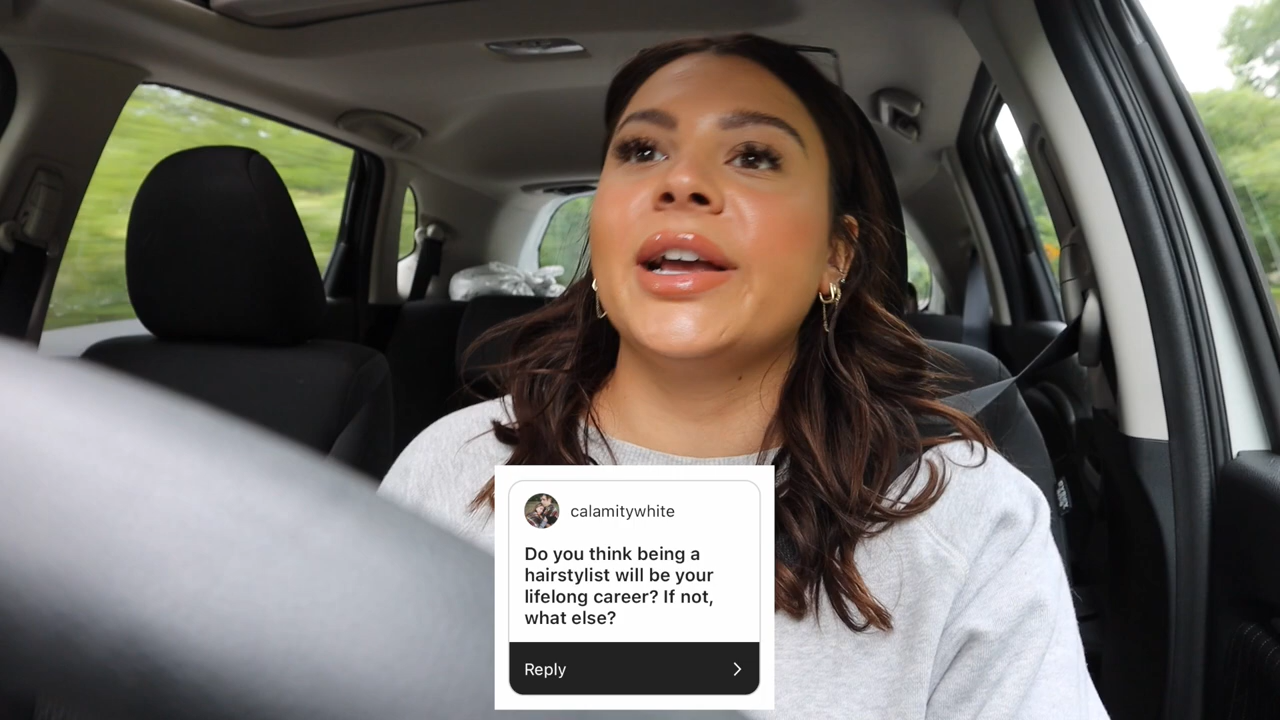 calamitywhite
Do you think being a
hairstylist will be your
lifelong career? If not,
what else?
Reply